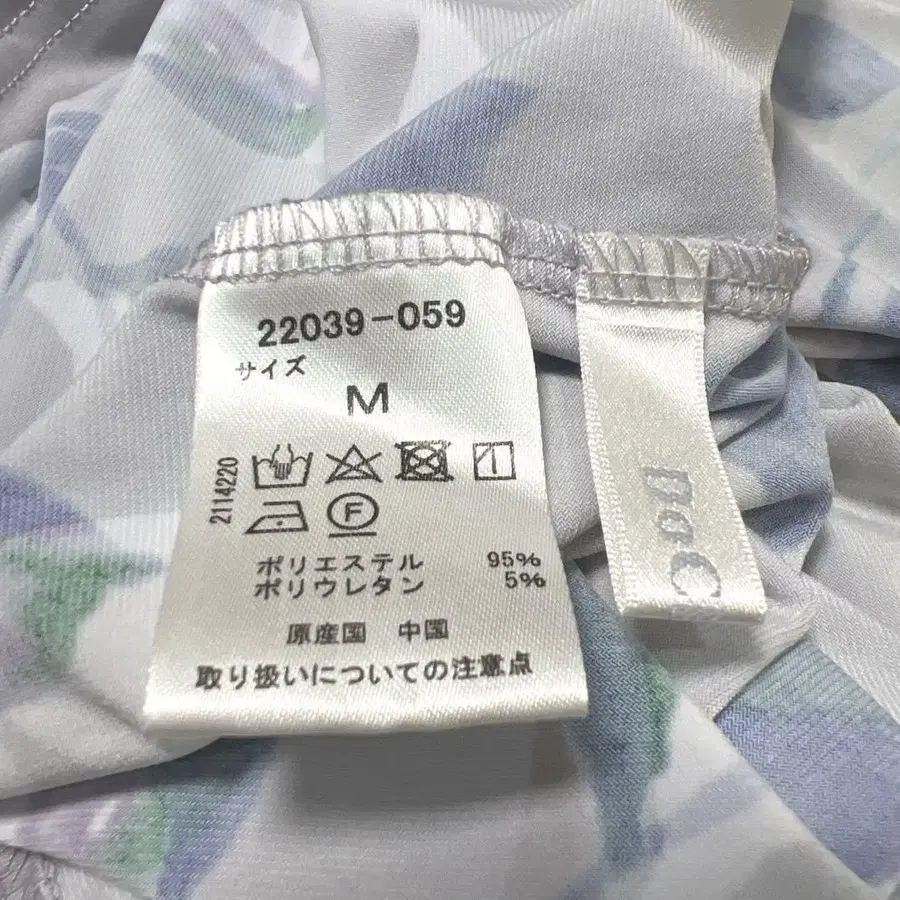 22039-059
サイズ
M
2114220
F
ポリエステル 95%
ポリウレタン 5%
原産国 中国
取り扱いについての注意点